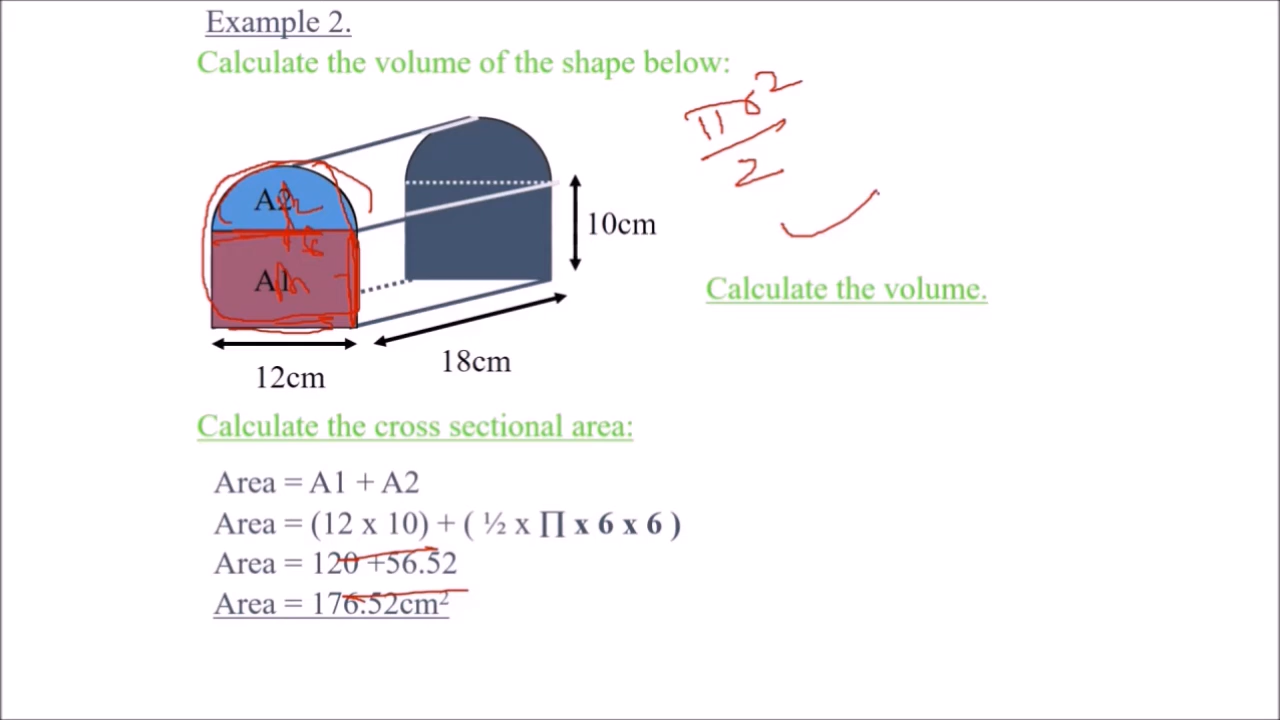 Example 2.
Calculate the volume of the shape below:
πr²
2
A2
A1
10cm
18cm
12cm
Calculate the volume.
Calculate the cross sectional area:
Area = A1 + A2
Area = (12 x 10) + ( ½ x ∏ x 6 x 6 )
Area = 120 +56.52
Area = 176.52cm²